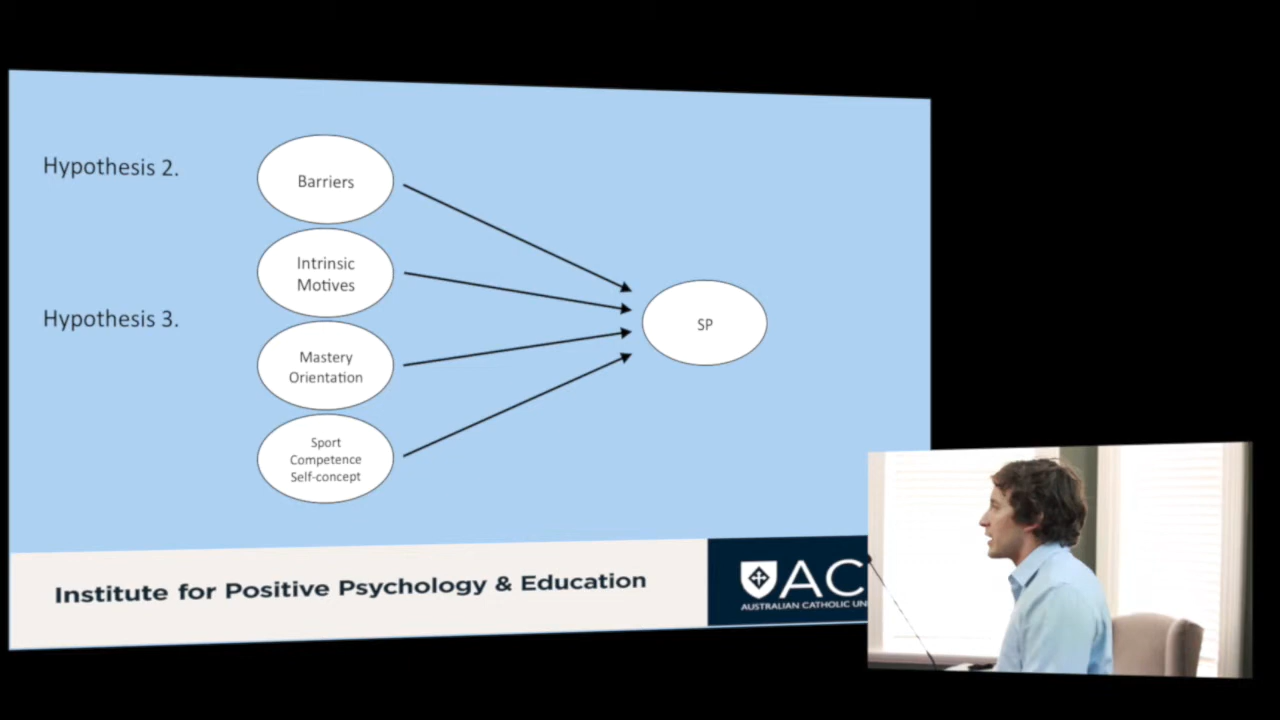 Hypothesis 2.
Barriers
Intrinsic
Motives
Hypothesis 3.
Mastery
Orientation
Sport
Competence
Self-concept
SP
Institute for Positive Psychology & Education
AC
AUSTRALIAN CATHOLIC UN